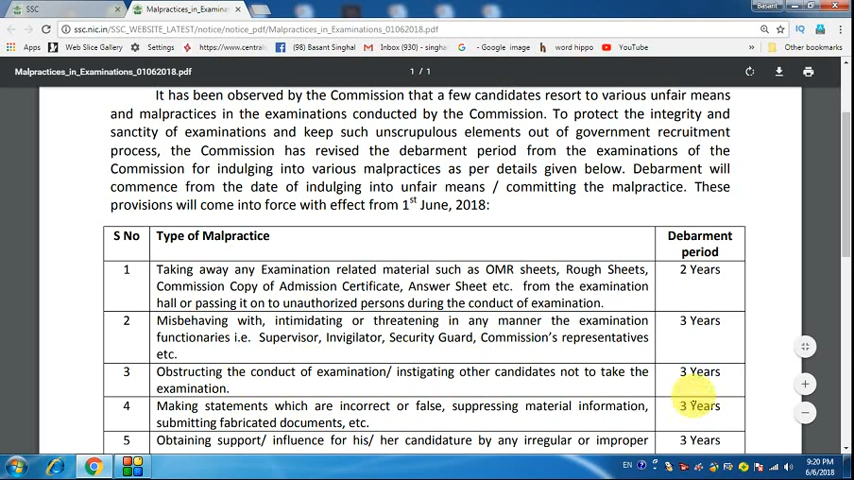 SSC
Malpractices_in_Examina
Basant
ssc.nic.in/SSC_WEBSITE_LATEST/notice/notice_pdf/Malpractices_in_Examinations_01062018.pdf
Apps
Web Slice Gallery
Settings
https://www.central
(98) Basant Singhal
Inbox (930) - singha
G - Google - image
word hippo
YouTube
Other bookmarks
Malpractices_in_Examinations_01062018.pdf
1 / 1
It has been observed by the Commission that a few candidates resort to various unfair means
and malpractices in the examinations conducted by the Commission. To protect the integrity and
sanctity of examinations and keep such unscrupulous elements out of government recruitment
process, the Commission has revised the debarment period from the examinations of the
Commission for indulging into various malpractices as per details given below. Debarment will
commence from the date of indulging into unfair means / committing the malpractice. These
provisions will come into force with effect from 1st June, 2018:
S No Type of Malpractice Debarment
period
1 Taking away any Examination related material such as OMR sheets, Rough Sheets, 2 Years
Commission Copy of Admission Certificate, Answer Sheet etc. from the examination
hall or passing it on to unauthorized persons during the conduct of examination.
2 Misbehaving with, intimidating or threatening in any manner the examination 3 Years
functionaries i.e. Supervisor, Invigilator, Security Guard, Commission's representatives
etc.
3 Obstructing the conduct of examination/ instigating other candidates not to take the 3 Years
examination.
4 Making statements which are incorrect or false, suppressing material information, 3 Years
submitting fabricated documents, etc.
5 Obtaining support/ influence for his/ her candidature by any irregular or improper 3 Years
EN
9:20 PM
6/6/2018